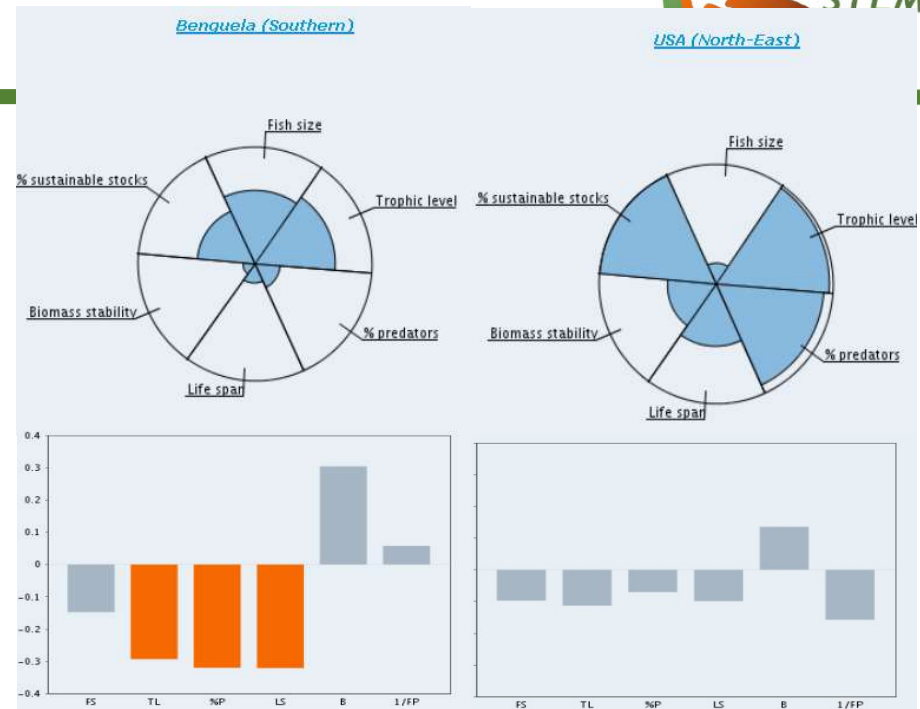 STEM
Benguela (Southern)
USA (North-East)
Fish size
% sustainable stocks
Trophic level
Biomass stability
% predators
Life span
Fish size
% sustainable stocks
Trophic level
Biomass stability
% predators
Life span
0.4
0.3
0.2
0.1
0
-0.1
-0.2
-0.3
-0.4
FS TL %P LS B 1/FP
FS TL %P LS B 1/FP